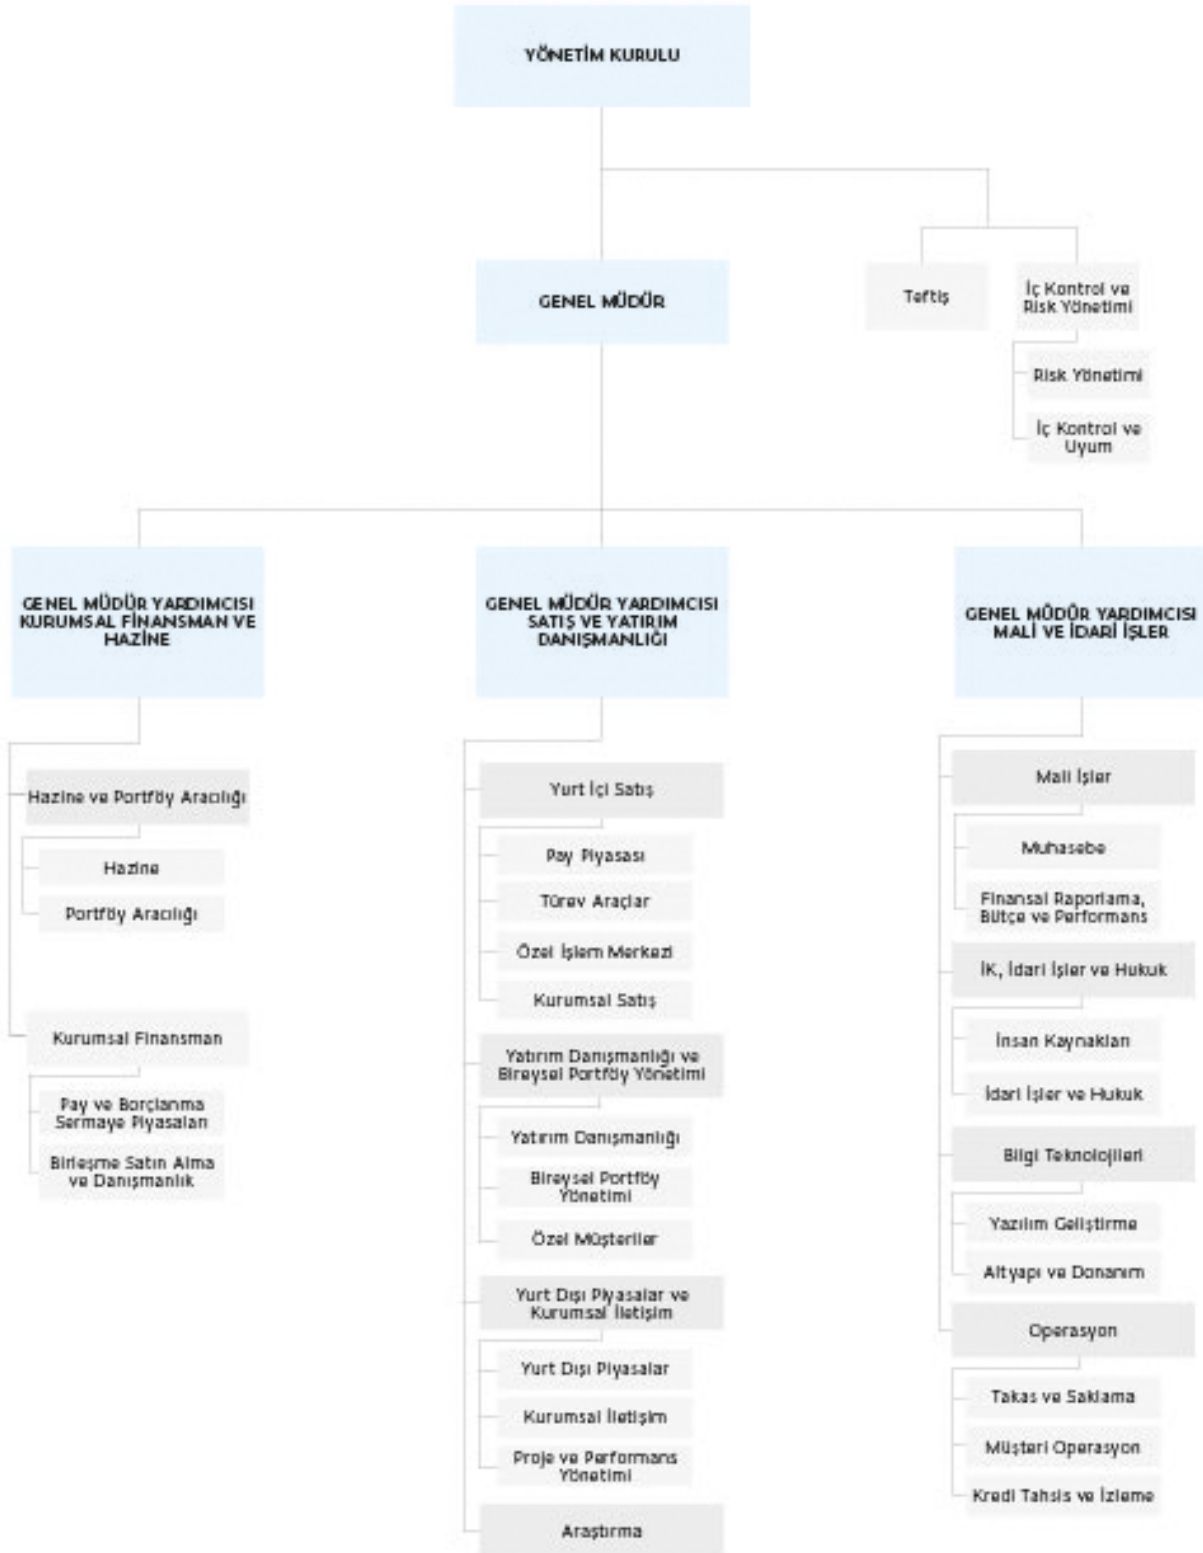 YÖNETİM KURULU
GENEL MÜDÜR
Teftiş
İç Kontrol ve
Risk Yönetimi
Risk Yönetimi
İç Kontrol ve
Uyum
GENEL MÜDÜR YARDIMCISI
KURUMSAL FİNANSMAN VE
HAZİNE
Hazine ve Portföy Aracılığı
Hazine
Portföy Aracılığı
Kurumsal Finansman
Pay ve Borçlanma
Sermaye Piyasaları
Birleşme Satın Alma
ve Danışmanlık
GENEL MÜDÜR YARDIMCISI
SATIŞ VE YATIRIM
DANIŞMANLIĞI
Yurt İçi Satış
Pay Piyasası
Türev Araçlar
Özel İşlem Merkezi
Kurumsal Satış
Yatırım Danışmanlığı ve
Bireysel Portföy Yönetimi
Yatırım Danışmanlığı
Bireysel Portföy
Yönetimi
Özel Müşteriler
Yurt Dışı Piyasalar ve
Kurumsal İletişim
Yurt Dışı Piyasalar
Kurumsal İletişim
Proje ve Performans
Yönetimi
Araştırma
GENEL MÜDÜR YARDIMCISI
MALİ VE İDARİ İŞLER
Mali İşler
Muhasebe
Finansal Raporlama,
Bütçe ve Performans
İK, İdari İşler ve Hukuk
İnsan Kaynakları
İdari İşler ve Hukuk
Bilgi Teknolojileri
Yazılım Geliştirme
Altyapı ve Donanım
Operasyon
Takas ve Saklama
Müşteri Operasyon
Kredi Tahsis ve İzleme